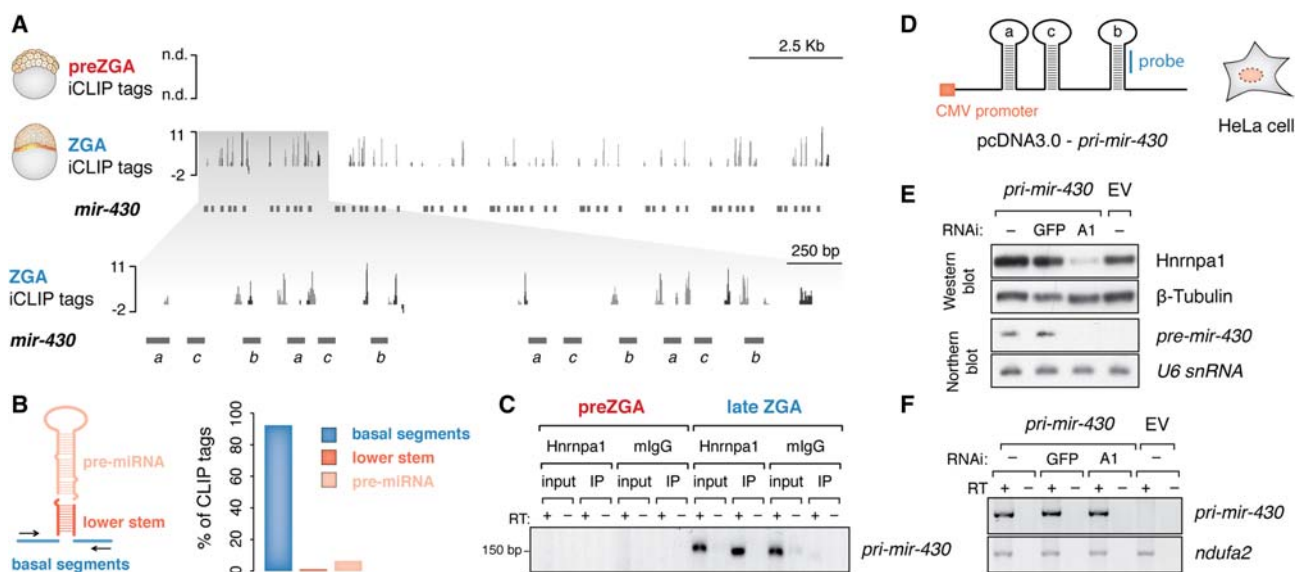 A
2.5 Kb
preZGA
iCLIP tags
n.d.
n.d.
ZGA
iCLIP tags
11
-2
mir-430
250 bp
ZGA
iCLIP tags
11
-2
mir-430
a c b a c b a c b a c b
B
pre-miRNA
lower stem
basal segments
% of CLIP tags
0 20 40 60 80 100
basal segments
lower stem
pre-miRNA
C
preZGA late ZGA
Hnrnpa1 mIgG Hnrnpa1 mIgG
input IP input IP input IP input IP
RT: + – + – + – + – + – + – + – + –
150 bp
pri-mir-430
D
a c b
probe
CMV promoter
pcDNA3.0 - pri-mir-430
HeLa cell
E
pri-mir-430 EV
RNAi: – GFP A1 –
Western blot
Hnrnpa1
β-Tubulin
Northern blot
pre-mir-430
U6 snRNA
F
pri-mir-430 EV
RNAi: – GFP A1 –
RT + – + – + – + –
pri-mir-430
ndufa2